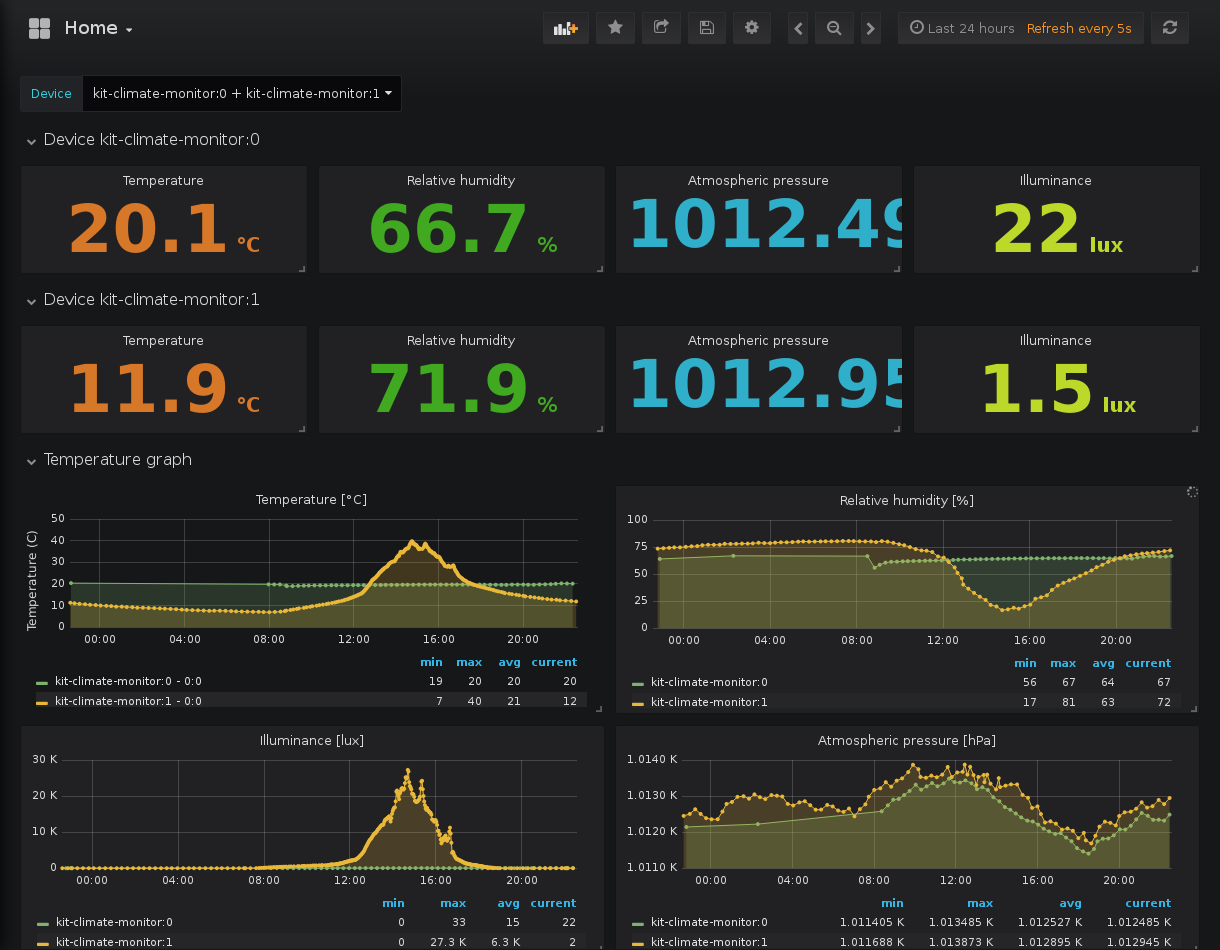 Home
Last 24 hours Refresh every 5s
Device kit-climate-monitor:0 + kit-climate-monitor:1
Device kit-climate-monitor:0
Temperature Relative humidity Atmospheric pressure Illuminance
20.1 °C 66.7 % 1012.49 22 lux
Device kit-climate-monitor:1
Temperature Relative humidity Atmospheric pressure Illuminance
11.9 °C 71.9 % 1012.95 1.5 lux
Temperature graph
Temperature [°C]
Temperature (C)
50
40
30
20
10
0
00:00 04:00 08:00 12:00 16:00 20:00
min max avg current
kit-climate-monitor:0 - 0:0 19 20 20 20
kit-climate-monitor:1 - 0:0 7 40 21 12
Relative humidity [%]
100
75
50
25
0
00:00 04:00 08:00 12:00 16:00 20:00
min max avg current
kit-climate-monitor:0 56 67 64 67
kit-climate-monitor:1 17 81 63 72
Illuminance [lux]
30 K
20 K
10 K
0
00:00 04:00 08:00 12:00 16:00 20:00
min max avg current
kit-climate-monitor:0 0 33 15 22
kit-climate-monitor:1 0 27.3 K 6.3 K 2
Atmospheric pressure [hPa]
1.0140 K
1.0130 K
1.0120 K
1.0110 K
00:00 04:00 08:00 12:00 16:00 20:00
min max avg current
kit-climate-monitor:0 1.011405 K 1.013485 K 1.012527 K 1.012485 K
kit-climate-monitor:1 1.011688 K 1.013873 K 1.012895 K 1.012945 K